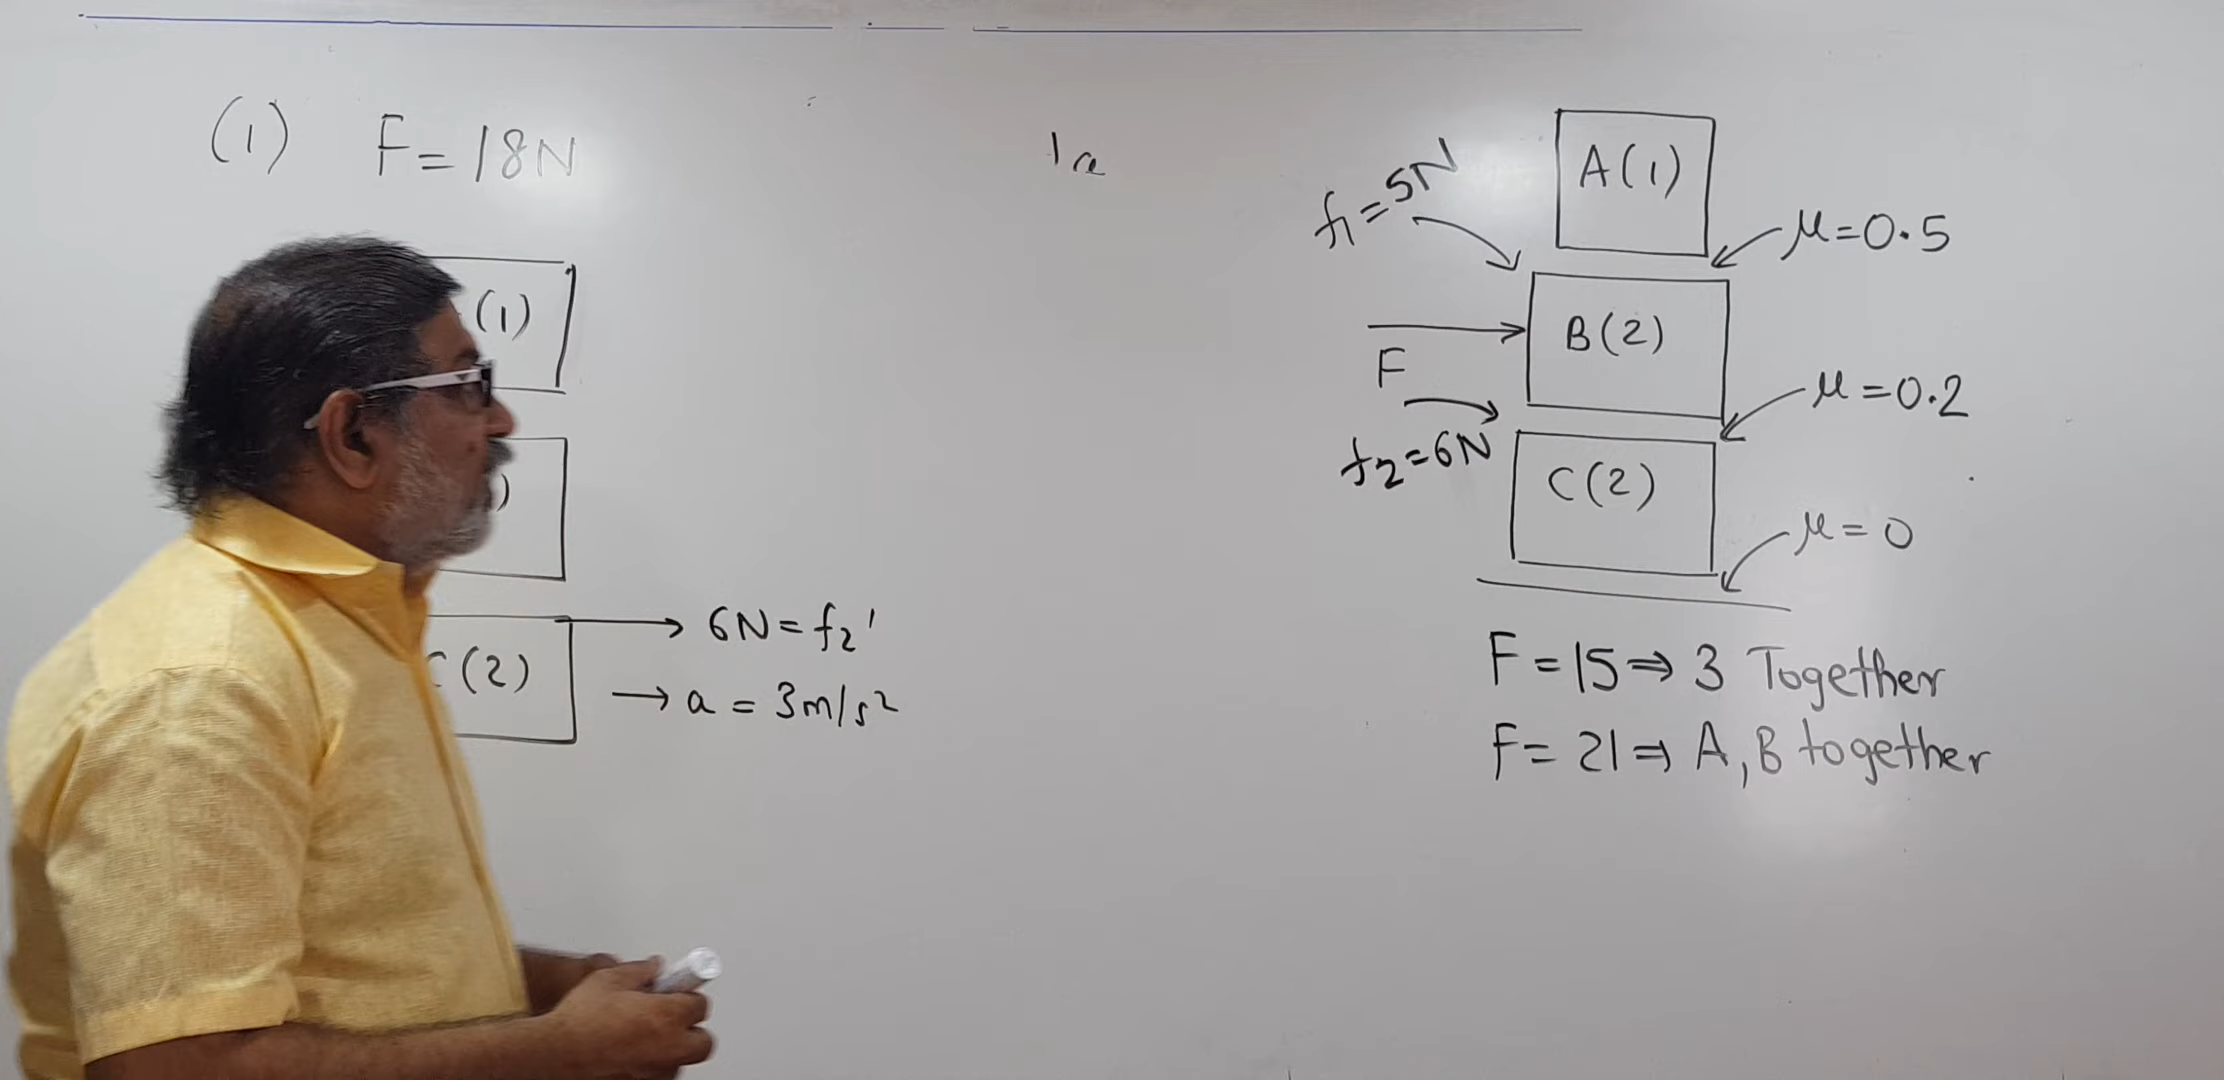 (1) F = 18N
1a
(1)
)
C(2)
6N = f₂'
→ a = 3m/s²
A(1)
f₁ = 5N
μ = 0.5
B(2)
F
μ = 0.2
f₂ = 6N
C(2)
μ = 0
F = 15 ⇒ 3 Together
F = 21 ⇒ A, B together